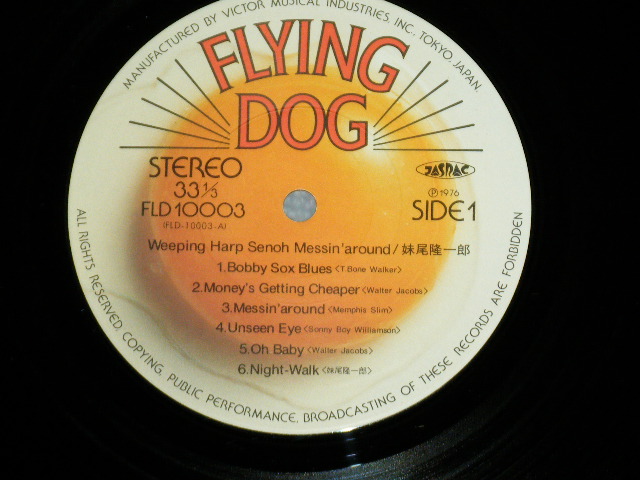 MANUFACTURED BY VICTOR MUSICAL INDUSTRIES, INC., TOKYO, JAPAN.
FLYING
DOG
STEREO
33 1/3
FLD 10003
(FLD-10003-A)
JASRAC
Ⓟ1976
SIDE 1
Weeping Harp Senoh Messin'around/妹尾隆一郎
1.Bobby Sox Blues <T.Bone Walker>
2.Money's Getting Cheaper <Walter Jacobs>
3.Messin'around <Memphis Slim>
4.Unseen Eye <Sonny Boy Williamson>
5.Oh Baby <Walter Jacobs>
6.Night-Walk <妹尾隆一郎>
ALL RIGHTS RESERVED. COPYING, PUBLIC PERFORMANCE, BROADCASTING OF THESE RECORDS ARE FORBIDDEN